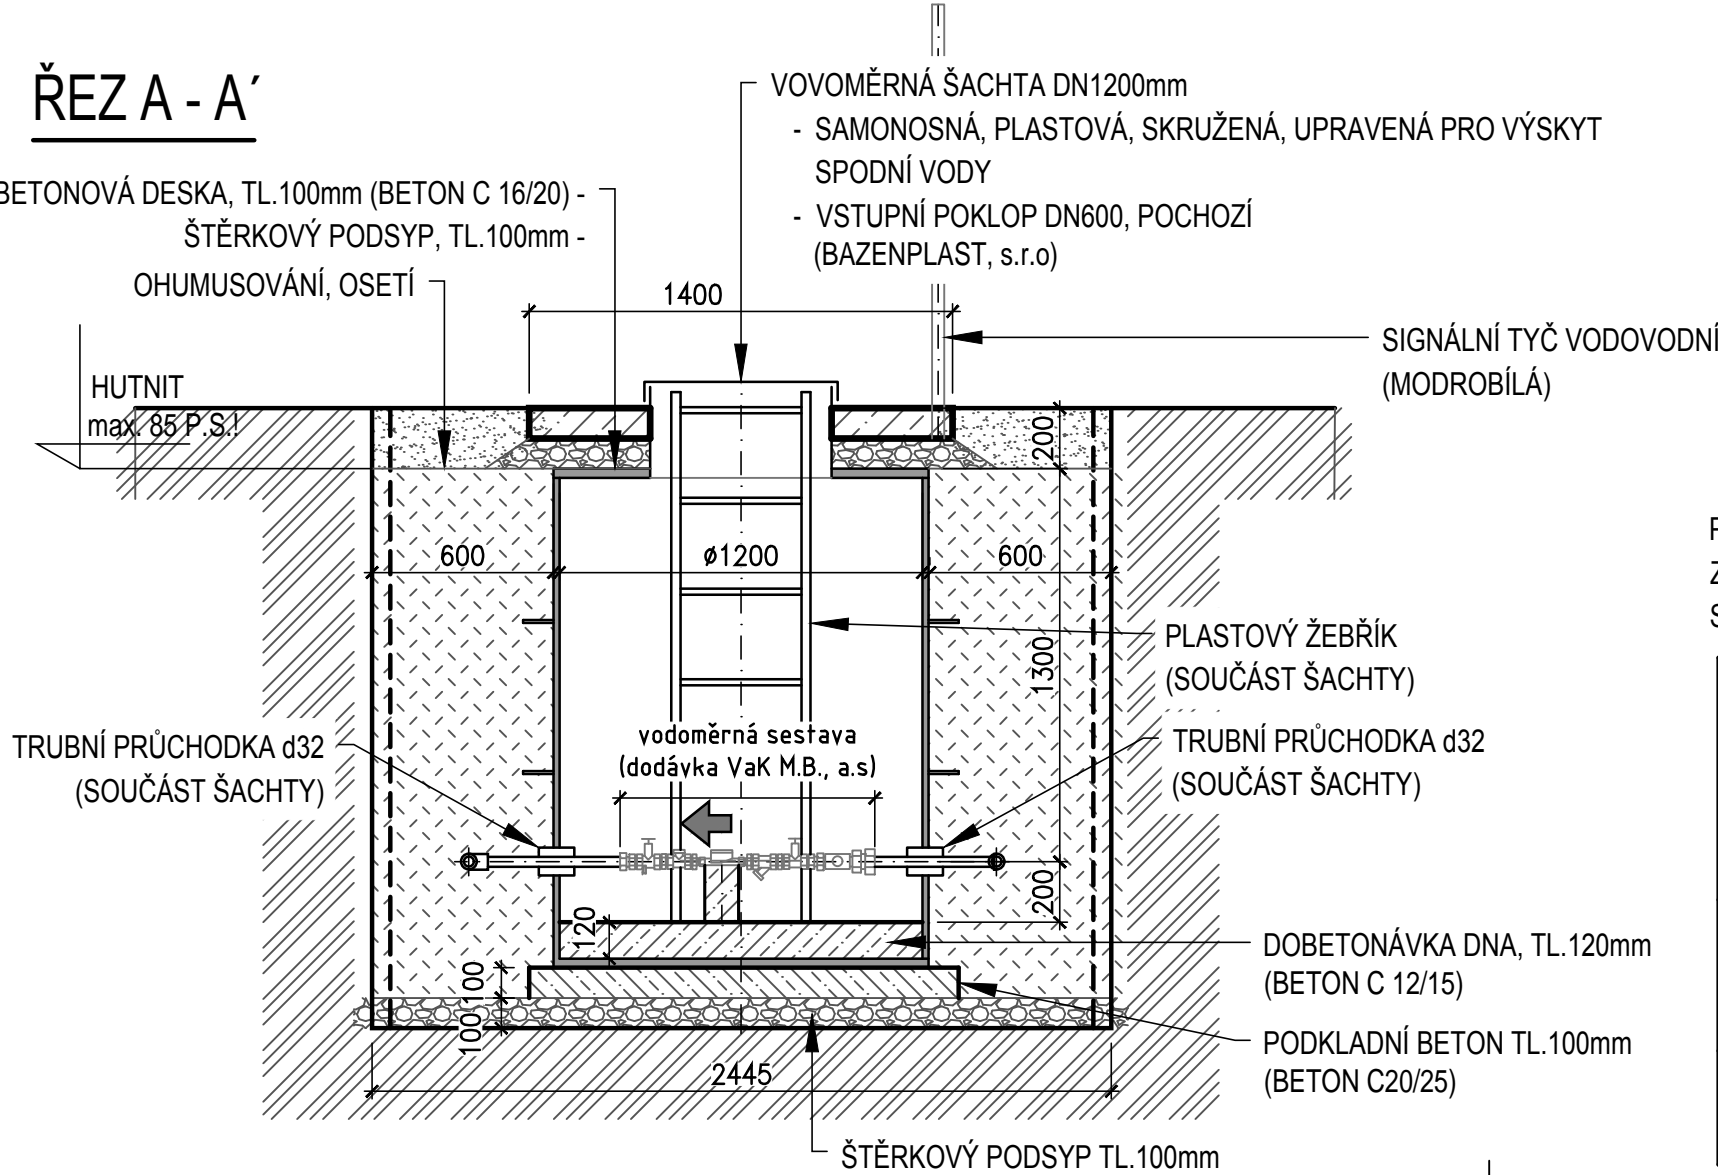 ŘEZ A - A´
VOVOMĚRNÁ ŠACHTA DN1200mm
- SAMONOSNÁ, PLASTOVÁ, SKRUŽENÁ, UPRAVENÁ PRO VÝSKYT
SPODNÍ VODY
- VSTUPNÍ POKLOP DN600, POCHOZÍ
(BAZENPLAST, s.r.o)
BETONOVÁ DESKA, TL.100mm (BETON C 16/20) -
ŠTĚRKOVÝ PODSYP, TL.100mm -
OHUMUSOVÁNÍ, OSETÍ
1400
SIGNÁLNÍ TYČ VODOVODNÍ
(MODROBÍLÁ)
HUTNIT
max. 85 P.S.!
200
600
ø1200
600
P
Z
S
1300
PLASTOVÝ ŽEBŘÍK
(SOUČÁST ŠACHTY)
TRUBNÍ PRŮCHODKA d32
(SOUČÁST ŠACHTY)
vodoměrná sestava
(dodávka VaK M.B., a.s)
TRUBNÍ PRŮCHODKA d32
(SOUČÁST ŠACHTY)
200
120
100
100
DOBETONÁVKA DNA, TL.120mm
(BETON C 12/15)
PODKLADNÍ BETON TL.100mm
(BETON C20/25)
2445
ŠTĚRKOVÝ PODSYP TL.100mm